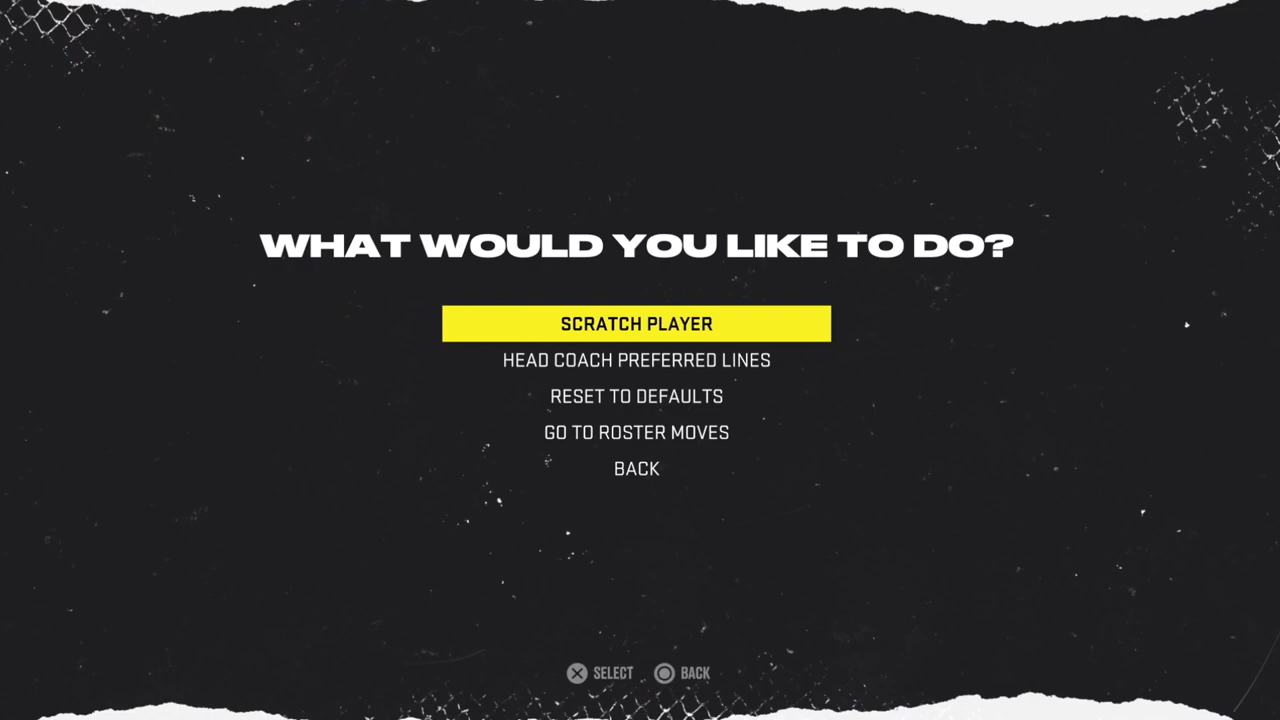 WHAT WOULD YOU LIKE TO DO?
SCRATCH PLAYER
HEAD COACH PREFERRED LINES
RESET TO DEFAULTS
GO TO ROSTER MOVES
BACK
SELECT BACK